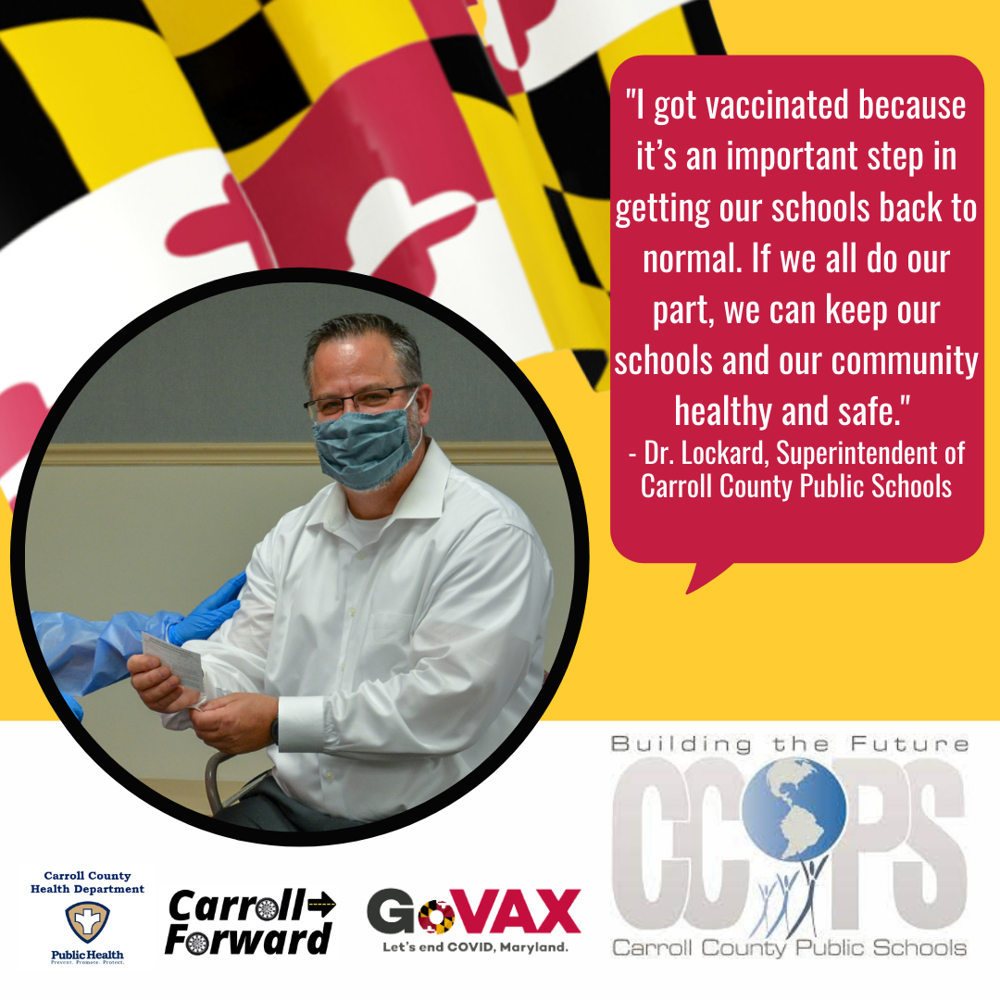 "I got vaccinated because
it’s an important step in
getting our schools back to
normal. If we all do our
part, we can keep our
schools and our community
healthy and safe."
- Dr. Lockard, Superintendent of
Carroll County Public Schools
Building the Future
CCPS
Carroll County Public Schools
Carroll County
Health Department
Public Health
Prevent. Promote. Protect.
Carroll
Forward
GoVAX
Let's end COVID, Maryland.